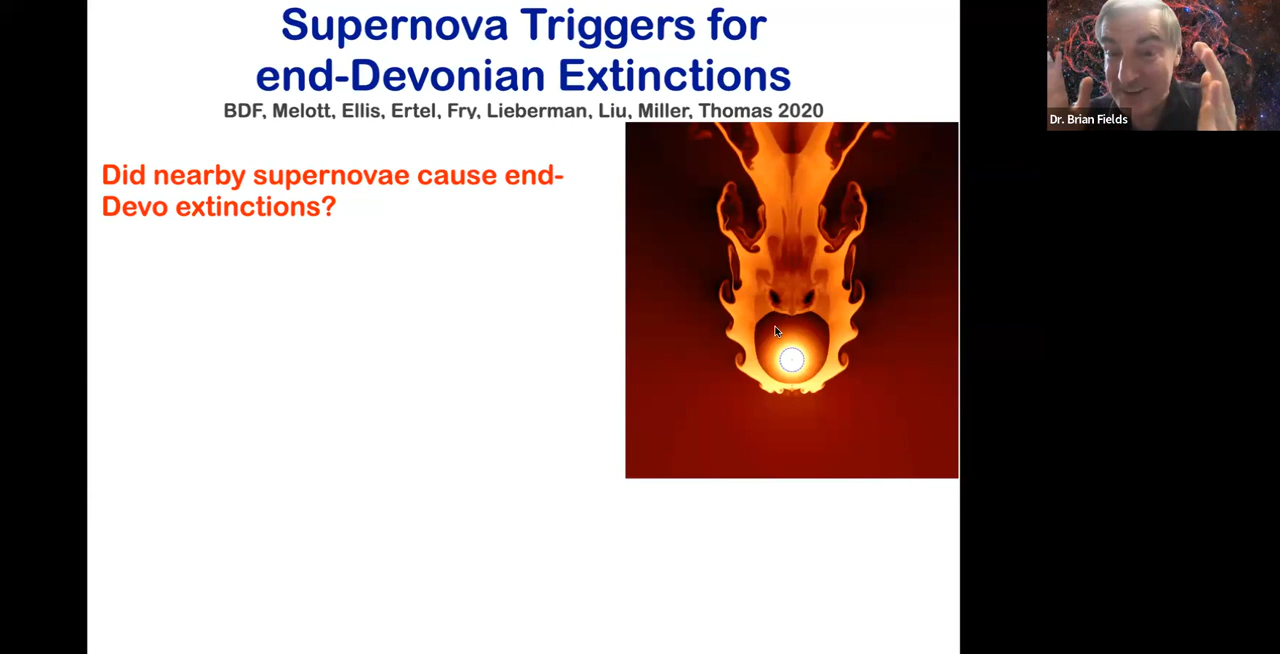 Supernova Triggers for
end-Devonian Extinctions
BDF, Melott, Ellis, Ertel, Fry, Lieberman, Liu, Miller, Thomas 2020
Did nearby supernovae cause end-
Devo extinctions?
Dr. Brian Fields